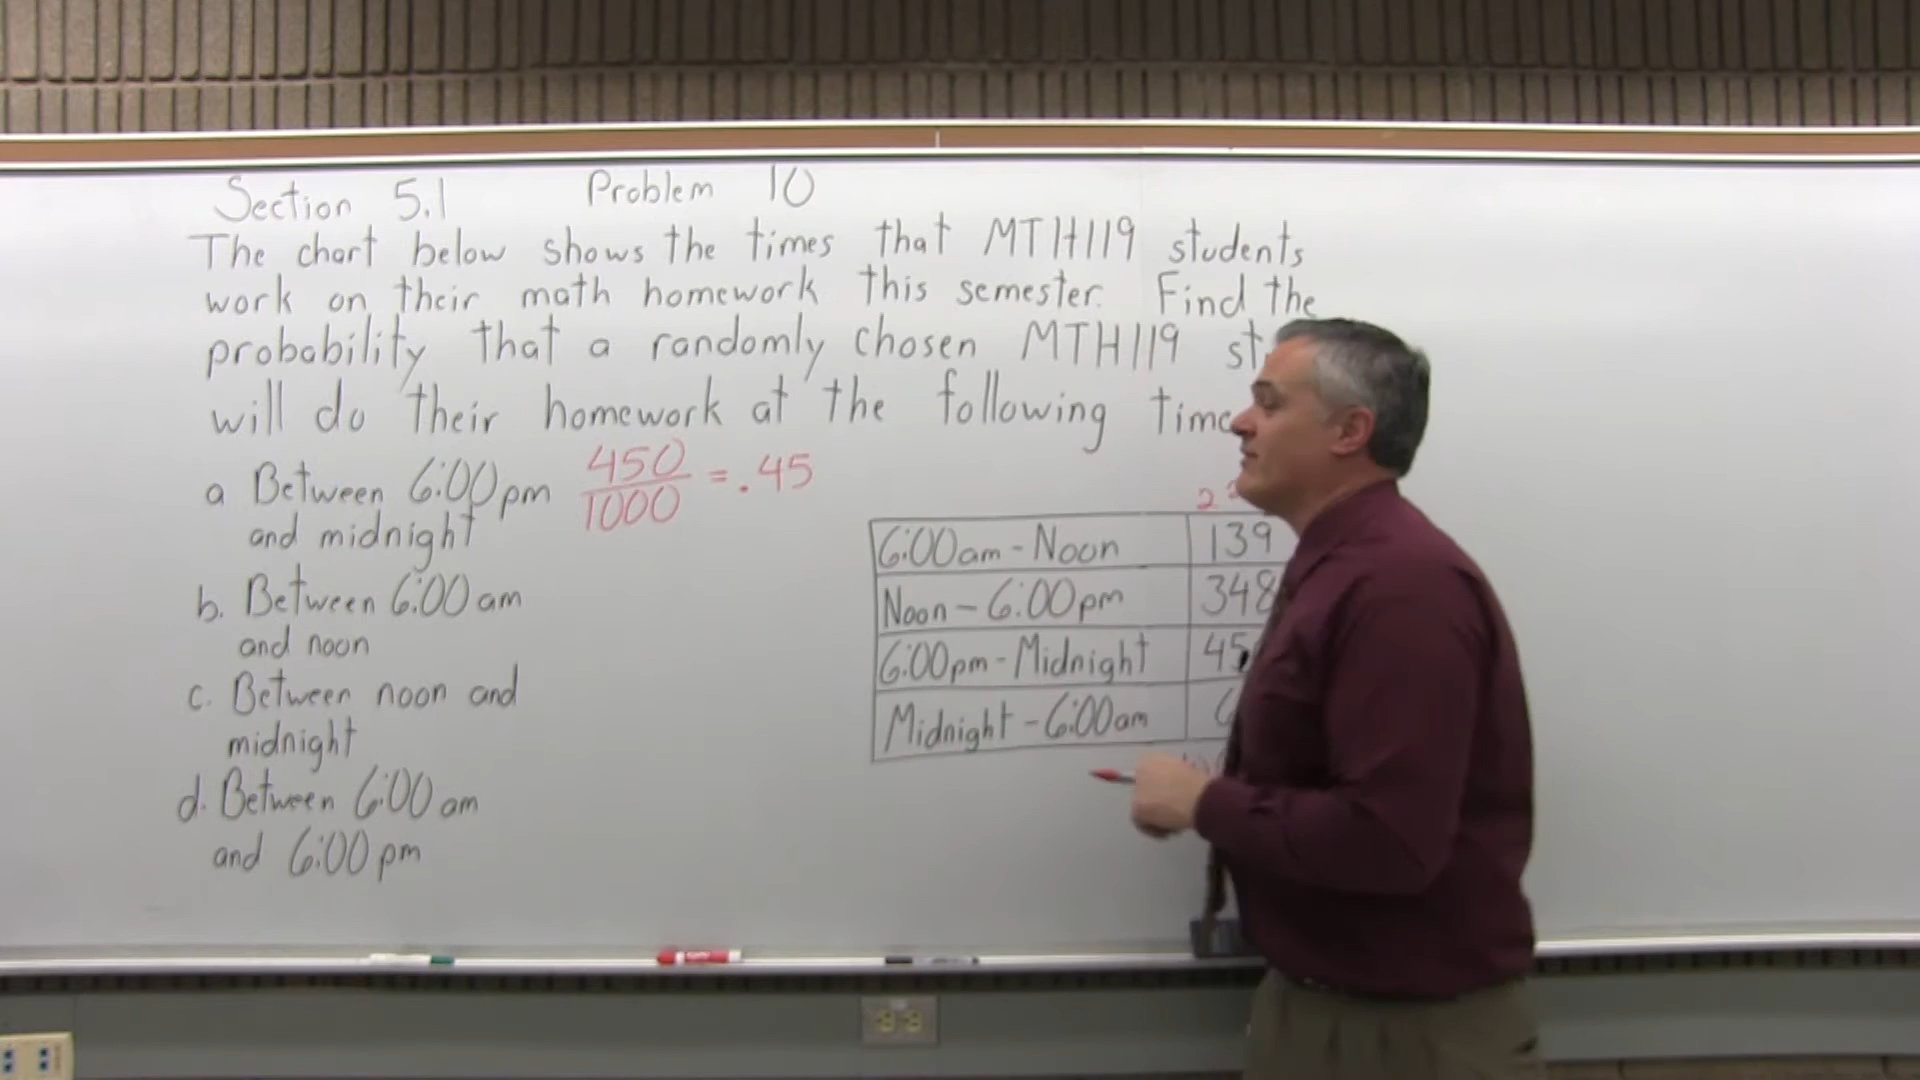 Section 5.1 Problem 10
The chart below shows the times that MTH119 students
work on their math homework this semester. Find the
probability that a randomly chosen MTH119
will do their homework at the following
a Between 6:00pm 450/1000 = .45
and midnight
b. Between 6:00 am
and noon
c. Between noon and
midnight
d. Between 6:00 am
and 6:00 pm
2
6:00am - Noon 139
Noon - 6:00pm 348
6:00pm - Midnight
Midnight - 6:00am